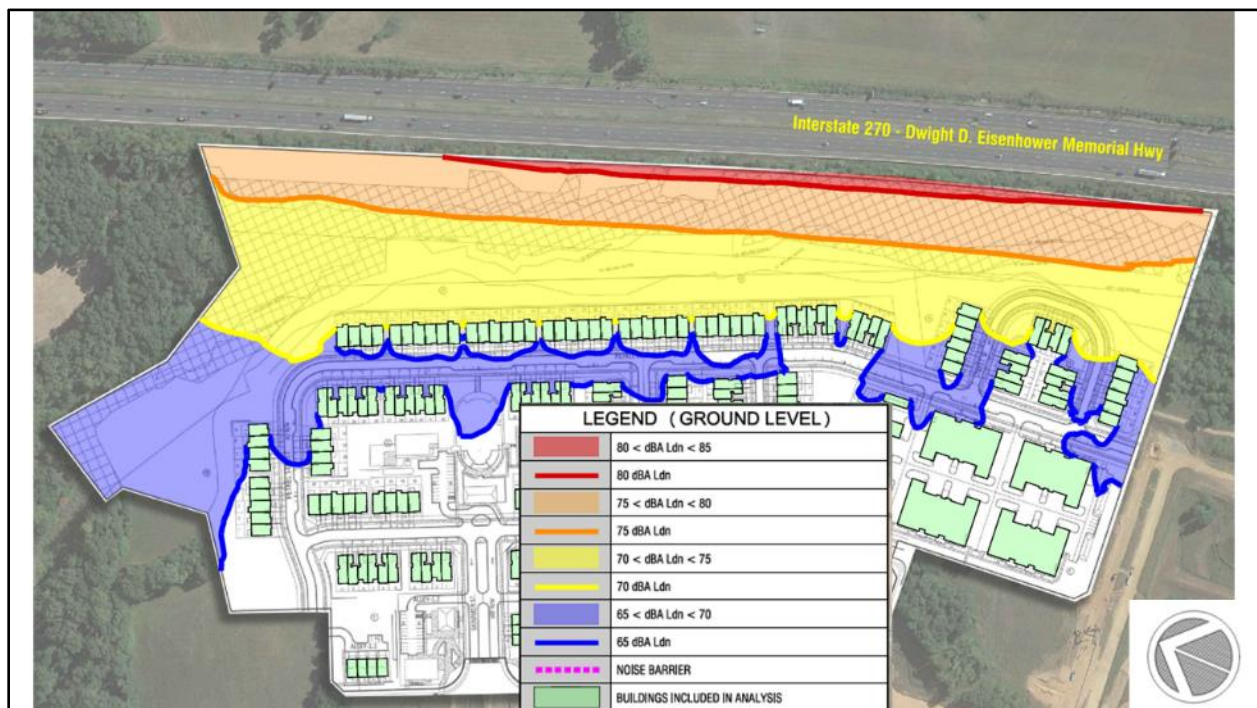 Interstate 270 - Dwight D. Eisenhower Memorial Hwy
LEGEND (GROUND LEVEL)
80 < dBA Ldn < 85
80 dBA Ldn
75 < dBA Ldn < 80
75 dBA Ldn
70 < dBA Ldn < 75
70 dBA Ldn
65 < dBA Ldn < 70
65 dBA Ldn
NOISE BARRIER
BUILDINGS INCLUDED IN ANALYSIS